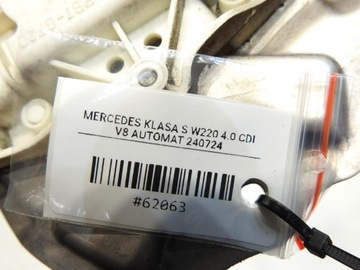 MERCEDES KLASA S W220 4.0 CDI
V8 AUTOMAT 240724
#62063